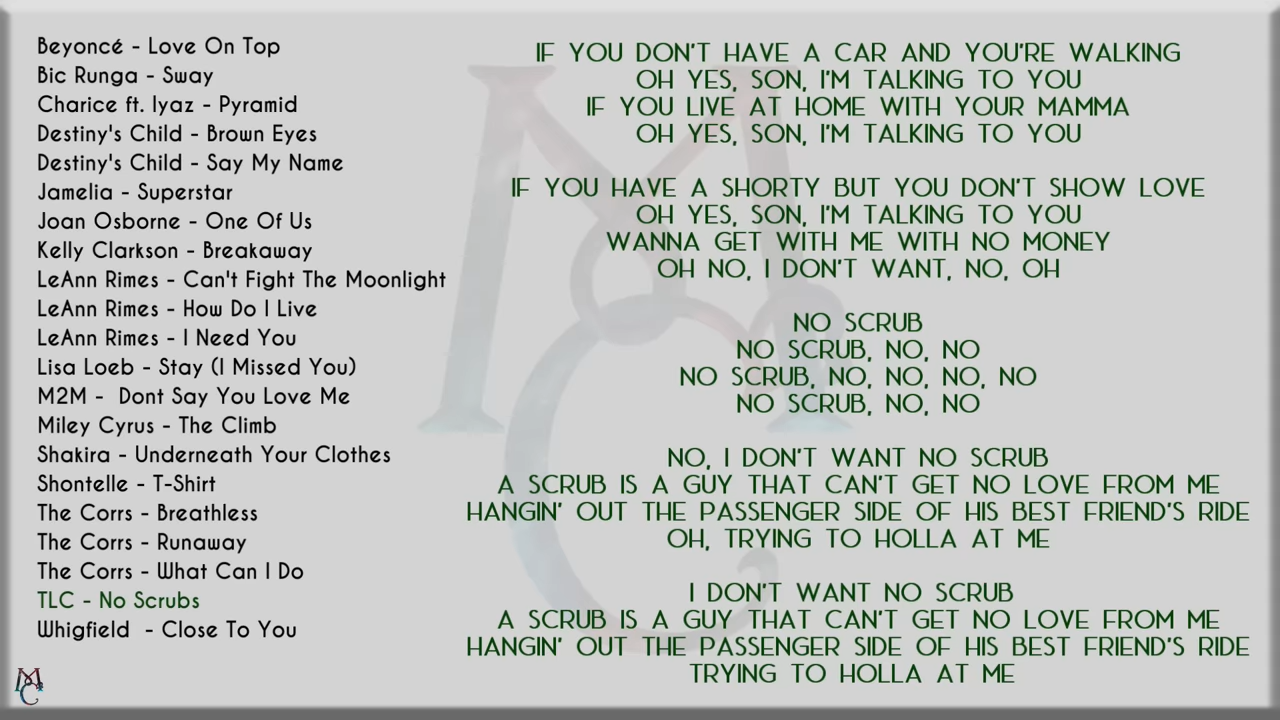 Beyoncé - Love On Top
Bic Runga - Sway
Charice ft. Iyaz - Pyramid
Destiny's Child - Brown Eyes
Destiny's Child - Say My Name
Jamelia - Superstar
Joan Osborne - One Of Us
Kelly Clarkson - Breakaway
LeAnn Rimes - Can't Fight The Moonlight
LeAnn Rimes - How Do I Live
LeAnn Rimes - I Need You
Lisa Loeb - Stay (I Missed You)
M2M -  Dont Say You Love Me
Miley Cyrus - The Climb
Shakira - Underneath Your Clothes
Shontelle - T-Shirt
The Corrs - Breathless
The Corrs - Runaway
The Corrs - What Can I Do
TLC - No Scrubs
Whigfield  - Close To You
IF YOU DON'T HAVE A CAR AND YOU'RE WALKING
OH YES, SON, I'M TALKING TO YOU
IF YOU LIVE AT HOME WITH YOUR MAMMA
OH YES, SON, I'M TALKING TO YOU
IF YOU HAVE A SHORTY BUT YOU DON'T SHOW LOVE
OH YES, SON, I'M TALKING TO YOU
WANNA GET WITH ME WITH NO MONEY
OH NO, I DON'T WANT, NO, OH
NO SCRUB
NO SCRUB, NO, NO
NO SCRUB, NO, NO, NO, NO
NO SCRUB, NO, NO
NO, I DON'T WANT NO SCRUB
A SCRUB IS A GUY THAT CAN'T GET NO LOVE FROM ME
HANGIN' OUT THE PASSENGER SIDE OF HIS BEST FRIEND'S RIDE
OH, TRYING TO HOLLA AT ME
I DON'T WANT NO SCRUB
A SCRUB IS A GUY THAT CAN'T GET NO LOVE FROM ME
HANGIN' OUT THE PASSENGER SIDE OF HIS BEST FRIEND'S RIDE
TRYING TO HOLLA AT ME
MC